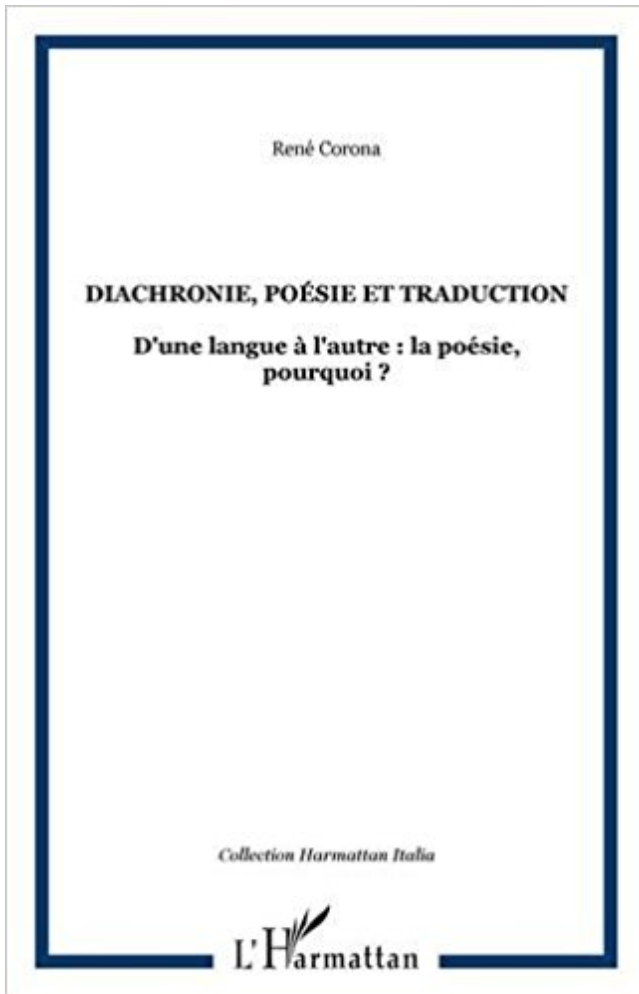 René Corona
DIACHRONIE, POÉSIE ET TRADUCTION
D'une langue à l'autre : la poésie,
pourquoi ?
Collection Harmattan Italia
L'Harmattan